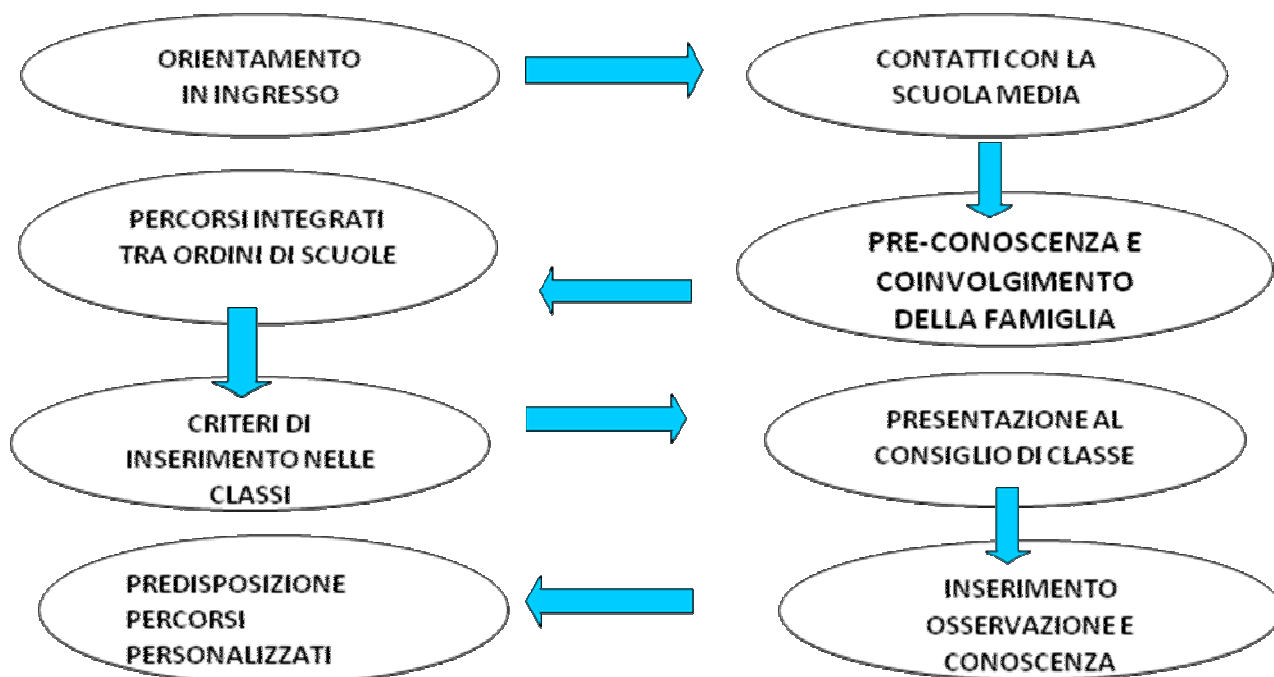 ORIENTAMENTO
IN INGRESSO
CONTATTI CON LA
SCUOLA MEDIA
PRE-CONOSCENZA E
COINVOLGIMENTO
DELLA FAMIGLIA
PERCORSI INTEGRATI
TRA ORDINI DI SCUOLE
CRITERI DI
INSERIMENTO NELLE
CLASSI
PRESENTAZIONE AL
CONSIGLIO DI CLASSE
INSERIMENTO
OSSERVAZIONE E
CONOSCENZA
PREDISPOSIZIONE
PERCORSI
PERSONALIZZATI